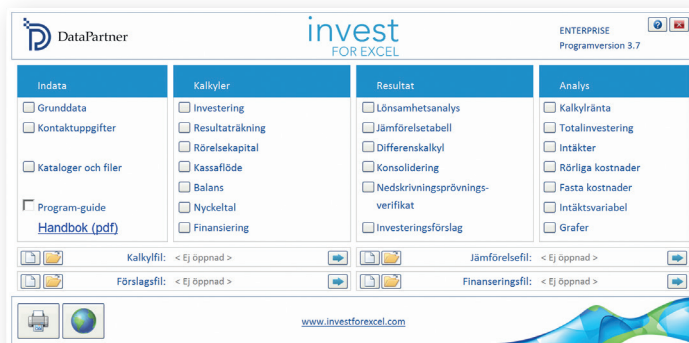 DataPartner
invest
FOR EXCEL
ENTERPRISE
Programversion 3.7
Indata
Grunddata
Kontaktuppgifter
Kataloger och filer
Program-guide
Handbok (pdf)
Kalkyler
Investering
Resultaträkning
Rörelsekapital
Kassaflöde
Balans
Nyckeltal
Finansiering
Resultat
Lönsamhetsanalys
Jämförelsetabell
Differenskalkyl
Konsolidering
Nedskrivningsprövnings-
verifikat
Investeringsförslag
Analys
Kalkylränta
Totalinvestering
Intäkter
Rörliga kostnader
Fasta kostnader
Intäktsvariabel
Grafer
Kalkylfil: < Ej öppnad >
Jämförelsefil: < Ej öppnad >
Förslagsfil: < Ej öppnad >
Finanseringsfil: < Ej öppnad >
www.investforexcel.com